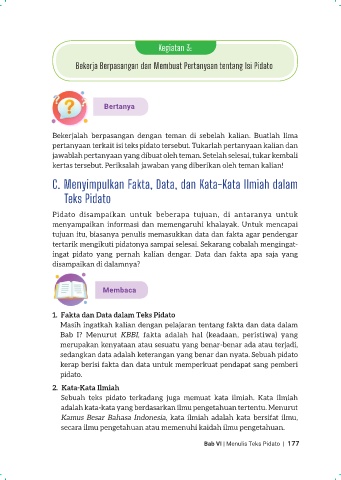 Kegiatan 3:
Bekerja Berpasangan dan Membuat Pertanyaan tentang Isi Pidato
Bertanya
Bekerjalah berpasangan dengan teman di sebelah kalian. Buatlah lima
pertanyaan terkait isi teks pidato tersebut. Tukarlah pertanyaan kalian dan
jawablah pertanyaan yang dibuat oleh teman. Setelah selesai, tukar kembali
kertas tersebut. Periksalah jawaban yang diberikan oleh teman kalian!
C. Menyimpulkan Fakta, Data, dan Kata-Kata Ilmiah dalam
Teks Pidato
Pidato disampaikan untuk beberapa tujuan, di antaranya untuk
menyampaikan informasi dan memengaruhi khalayak. Untuk mencapai
tujuan itu, biasanya penulis memasukkan data dan fakta agar pendengar
tertarik mengikuti pidatonya sampai selesai. Sekarang cobalah mengingat-
ingat pidato yang pernah kalian dengar. Data dan fakta apa saja yang
disampaikan di dalamnya?
Membaca
1. Fakta dan Data dalam Teks Pidato
Masih ingatkah kalian dengan pelajaran tentang fakta dan data dalam
Bab I? Menurut KBBI, fakta adalah hal (keadaan, peristiwa) yang
merupakan kenyataan atau sesuatu yang benar-benar ada atau terjadi,
sedangkan data adalah keterangan yang benar dan nyata. Sebuah pidato
kerap berisi fakta dan data untuk memperkuat pendapat sang pemberi
pidato.
2. Kata-Kata Ilmiah
Sebuah teks pidato terkadang juga memuat kata ilmiah. Kata ilmiah
adalah kata-kata yang berdasarkan ilmu pengetahuan tertentu. Menurut
Kamus Besar Bahasa Indonesia, kata ilmiah adalah kata bersifat ilmu,
secara ilmu pengetahuan atau memenuhi kaidah ilmu pengetahuan.
Bab VI | Menulis Teks Pidato | 177